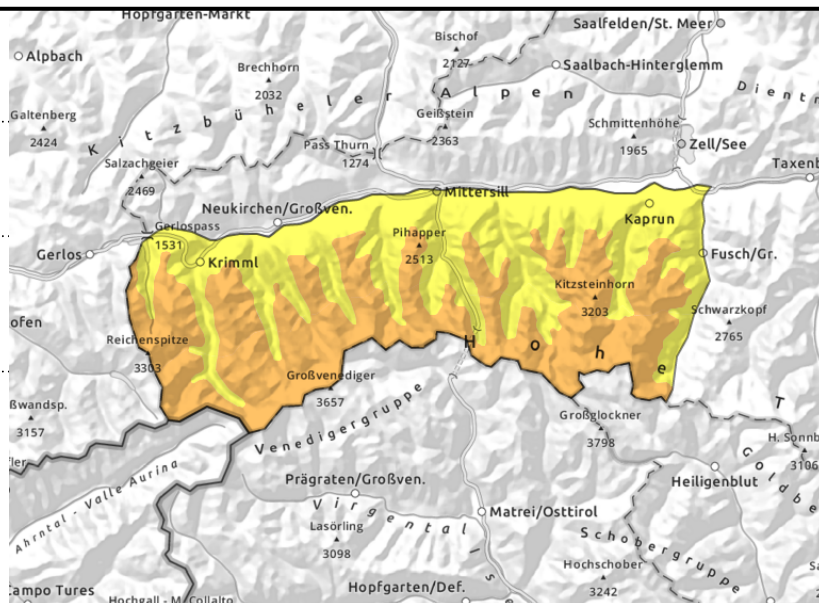 Hopfgarten-Markt
Saalfelden/St. Meer
Alpbach
Bischof
2127
Saalbach-Hinterglemm
Brechhorn
2032
Kitzbüheler Alpen
Dientn
Galtenberg
2424
Geißstein
2363
Schmittenhöhe
1965
Pass Thurn
1274
Zell/See
Salzachgeier
2469
Taxenb
Mittersill
Neukirchen/Großven.
Kaprun
Gerlospass
1531
Pihapper
2513
Gerlos
Krimml
Fusch/Gr.
Kitzsteinhorn
3203
Schwarzkopf
2765
ofen
Reichenspitze
3303
Hohe
T
Großvenediger
3657
ßwandsp.
3157
Großglockner
3798
Venedigergruppe
H. Sonnb
3106
Goldbe
fler
Ahrntal - Valle Aurina
Heiligenblut
Prägraten/Großven.
Virgental
Matrei/Osttirol
Lasörling
3098
Schobergruppe
Hochschober
3242
Ise
Campo Tures
Hopfgarten/Def.
Hochgall - M. Collalto